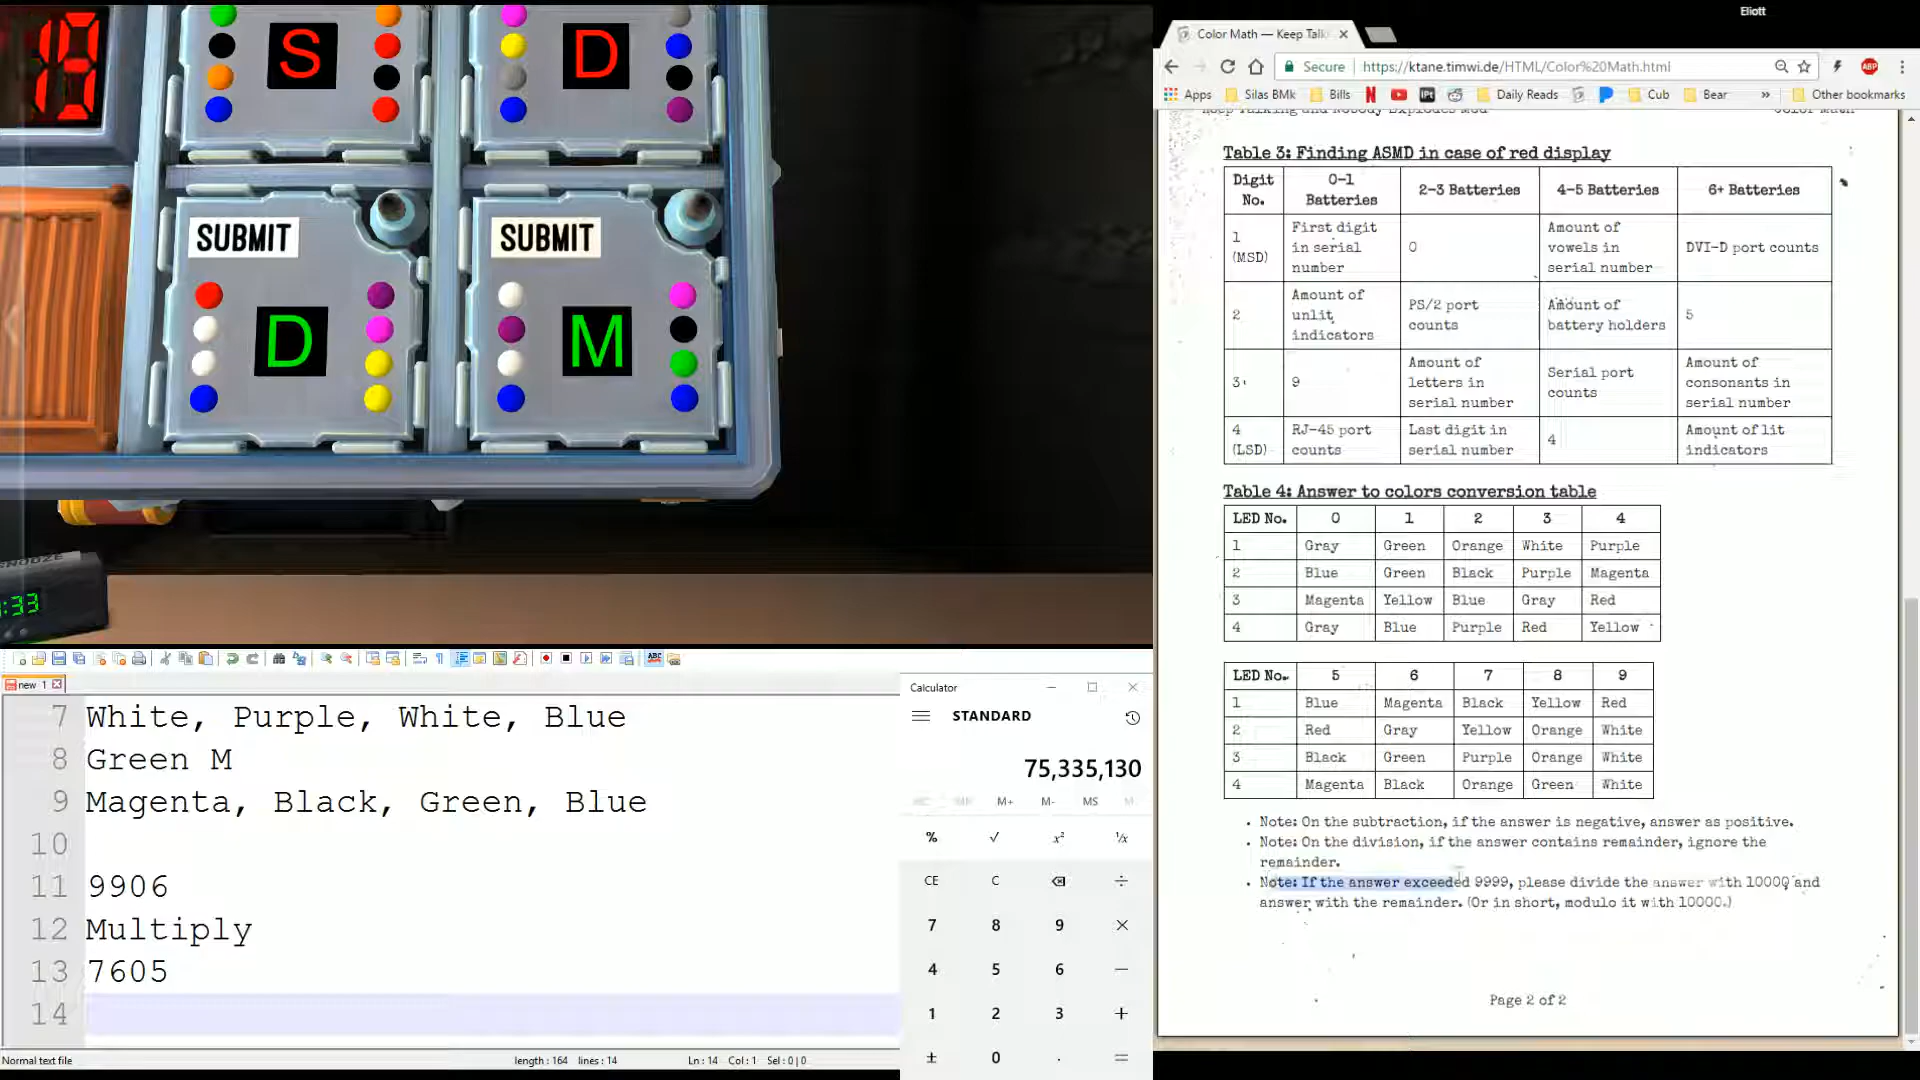 Eliott
Color Math — Keep Talk
Secure https://ktane.timwi.de/HTML/Color%20Math.html
ABP
Apps Silas BMk Bills Daily Reads Cub Bear » Other bookmarks
Table 3: Finding ASMD in case of red display
Digit No. 0-1 Batteries 2-3 Batteries 4-5 Batteries 6+ Batteries
1 (MSD) First digit in serial number 0 Amount of vowels in serial number DVI-D port counts
2 Amount of unlit indicators PS/2 port counts Amount of battery holders 5
3 9 Amount of letters in serial number Serial port counts Amount of consonants in serial number
4 (LSD) RJ-45 port counts Last digit in serial number 4 Amount of lit indicators
Table 4: Answer to colors conversion table
LED No. 0 1 2 3 4
1 Gray Green Orange White Purple
2 Blue Green Black Purple Magenta
3 Magenta Yellow Blue Gray Red
4 Gray Blue Purple Red Yellow
LED No. 5 6 7 8 9
1 Blue Magenta Black Yellow Red
2 Red Gray Yellow Orange White
3 Black Green Purple Orange White
4 Magenta Black Orange Green White
• Note: On the subtraction, if the answer is negative, answer as positive.
• Note: On the division, if the answer contains remainder, ignore the
remainder.
• Note: If the answer exceeded 9999, please divide the answer with 10000 and
answer with the remainder. (Or in short, modulo it with 10000.)
Page 2 of 2
S D
SUBMIT SUBMIT
D M
SNOOZE
:33
new 1
7 White, Purple, White, Blue
8 Green M
9 Magenta, Black, Green, Blue
10
11 9906
12 Multiply
13 7605
14
Normal text file length : 164 lines : 14 Ln : 14 Col : 1 Sel : 0 | 0
Calculator
STANDARD
75,335,130
MC MR M+ M- MS M
% √ x² ¹/x
CE C ÷
7 8 9 ×
4 5 6 −
1 2 3 +
± 0 . =